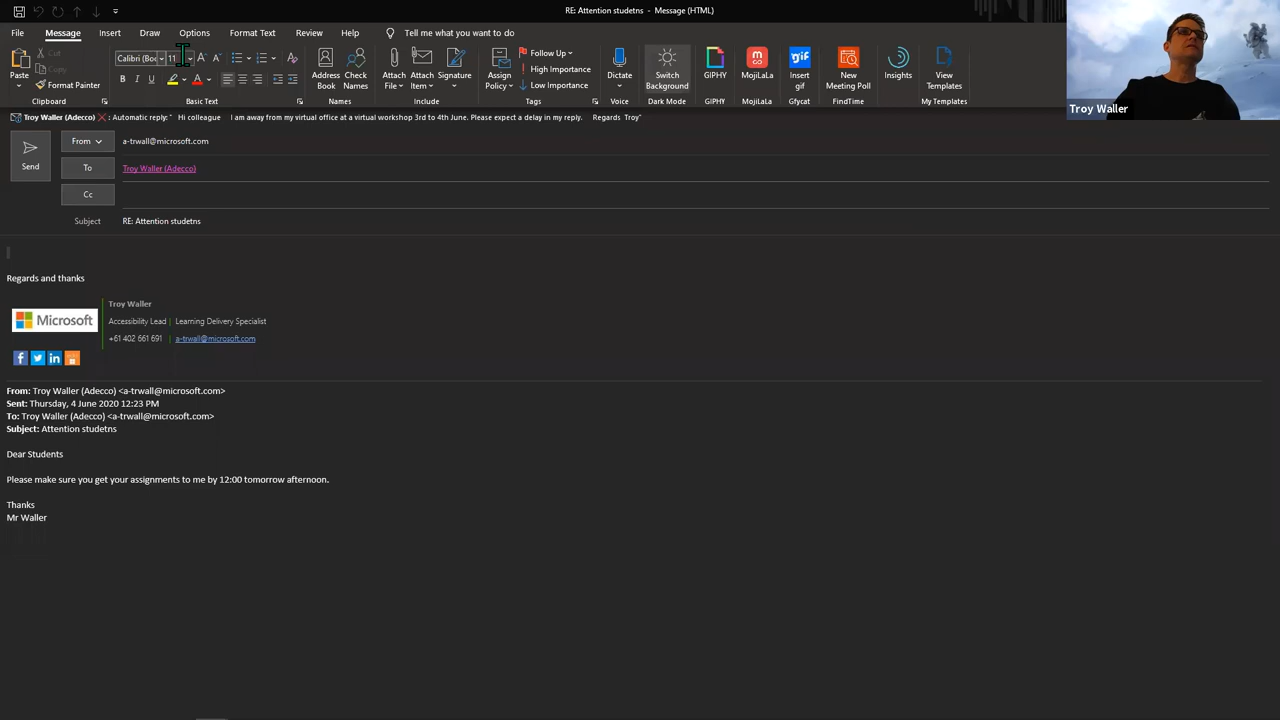 RE: Attention studetns - Message (HTML)
File Message Insert Draw Options Format Text Review Help Tell me what you want to do
Paste
Cut
Copy
Format Painter
Clipboard
Calibri (Boc 11
B I U
Basic Text
Address Book
Check Names
Names
Attach File
Attach Item
Signature
Include
Assign Policy
Follow Up
High Importance
Low Importance
Tags
Dictate
Voice
Switch Background
Dark Mode
GIPHY
GIPHY
MojiLaLa
MojiLaLa
gif
Insert gif
Gfycat
New Meeting Poll
FindTime
Insights
View Templates
My Templates
Troy Waller
Troy Waller (Adecco) : Automatic reply:" Hi colleague I am away from my virtual office at a virtual workshop 3rd to 4th June. Please expect a delay in my reply. Regards Troy"
Send
From a-trwall@microsoft.com
To Troy Waller (Adecco)
Cc
Subject RE: Attention studetns
Regards and thanks
Microsoft
Troy Waller
Accessibility Lead | Learning Delivery Specialist
+61 402 661 691 | a-trwall@microsoft.com
From: Troy Waller (Adecco) <a-trwall@microsoft.com>
Sent: Thursday, 4 June 2020 12:23 PM
To: Troy Waller (Adecco) <a-trwall@microsoft.com>
Subject: Attention studetns
Dear Students
Please make sure you get your assignments to me by 12:00 tomorrow afternoon.
Thanks
Mr Waller